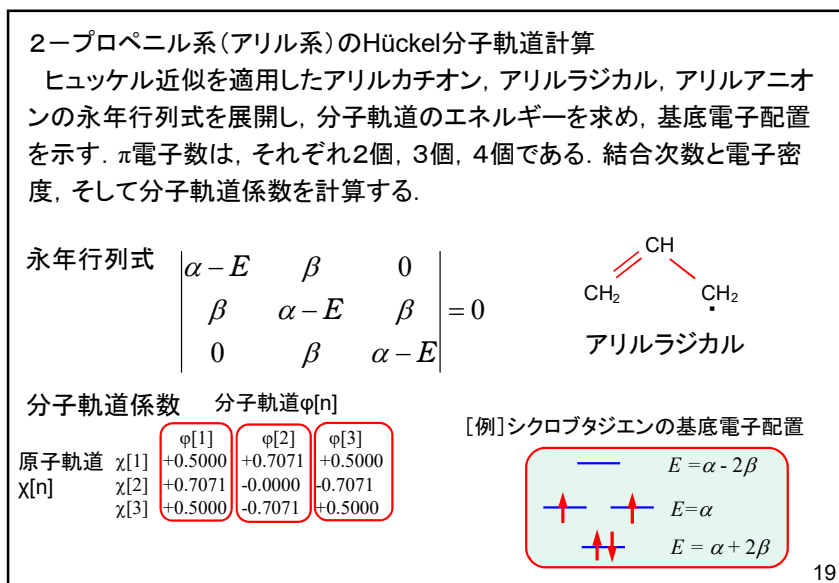 2－プロペニル系(アリル系)のHückel分子軌道計算
ヒュッケル近似を適用したアリルカチオン，アリルラジカル，アリルアニオ
ンの永年行列式を展開し，分子軌道のエネルギーを求め，基底電子配置
を示す．π電子数は，それぞれ2個，3個，4個である．結合次数と電子密
度，そして分子軌道係数を計算する．
永年行列式
α − E β 0
β α − E β = 0
0 β α − E
CH
CH₂ CH₂
アリルラジカル
分子軌道係数 分子軌道φ[n]
φ[1] φ[2] φ[3]
原子軌道 χ[1] +0.5000 +0.7071 +0.5000
χ[n] χ[2] +0.7071 -0.0000 -0.7071
χ[3] +0.5000 -0.7071 +0.5000
[例]シクロブタジエンの基底電子配置
E = α - 2β
E=α
E = α + 2β
19